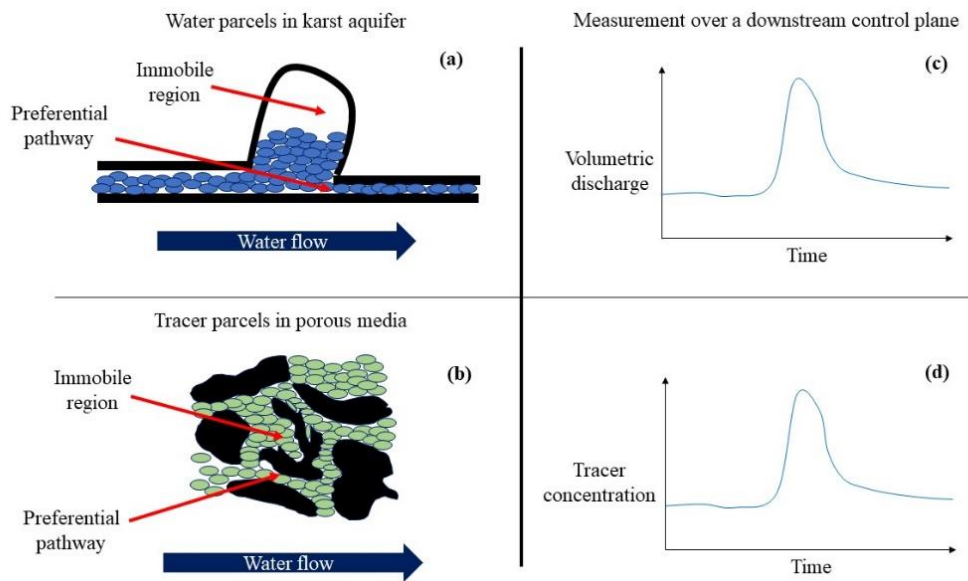 Water parcels in karst aquifer
(a)
Immobile
region
Preferential
pathway
Water flow
Measurement over a downstream control plane
(c)
Volumetric
discharge
Time
Tracer parcels in porous media
(b)
Immobile
region
Preferential
pathway
Water flow
(d)
Tracer
concentration
Time